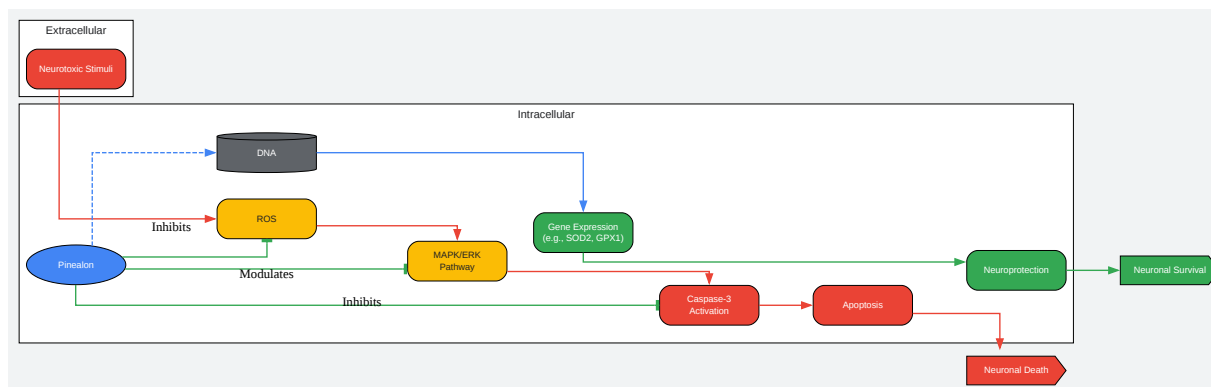 Extracellular
Neurotoxic Stimuli
Intracellular
DNA
ROS
Inhibits
Gene Expression
(e.g., SOD2, GPX1)
MAPK/ERK
Pathway
Pinealon
Modulates
Neuroprotection
Neuronal Survival
Inhibits
Caspase-3
Activation
Apoptosis
Neuronal Death